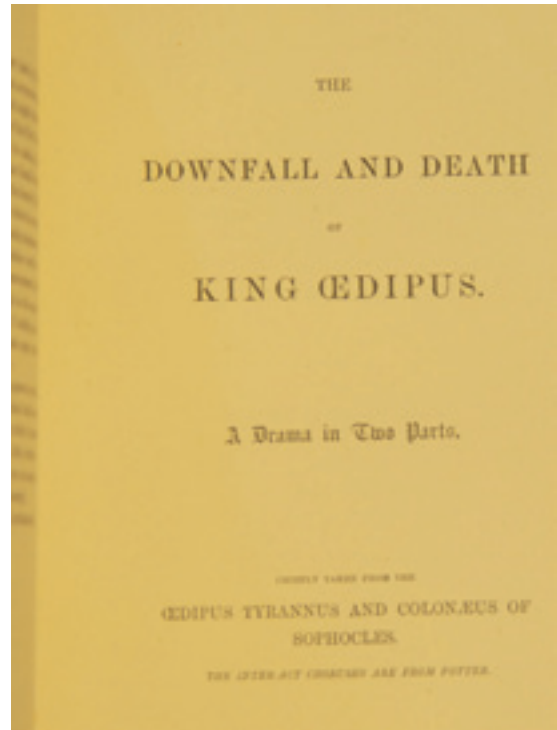 THE
DOWNFALL AND DEATH
OF
KING ŒDIPUS.
A Drama in Two Parts.
CHIEFLY TAKEN FROM THE
ŒDIPUS TYRANNUS AND COLONÆUS OF
SOPHOCLES.
THE INTER-ACT CHORUSES ARE FROM POTTER.